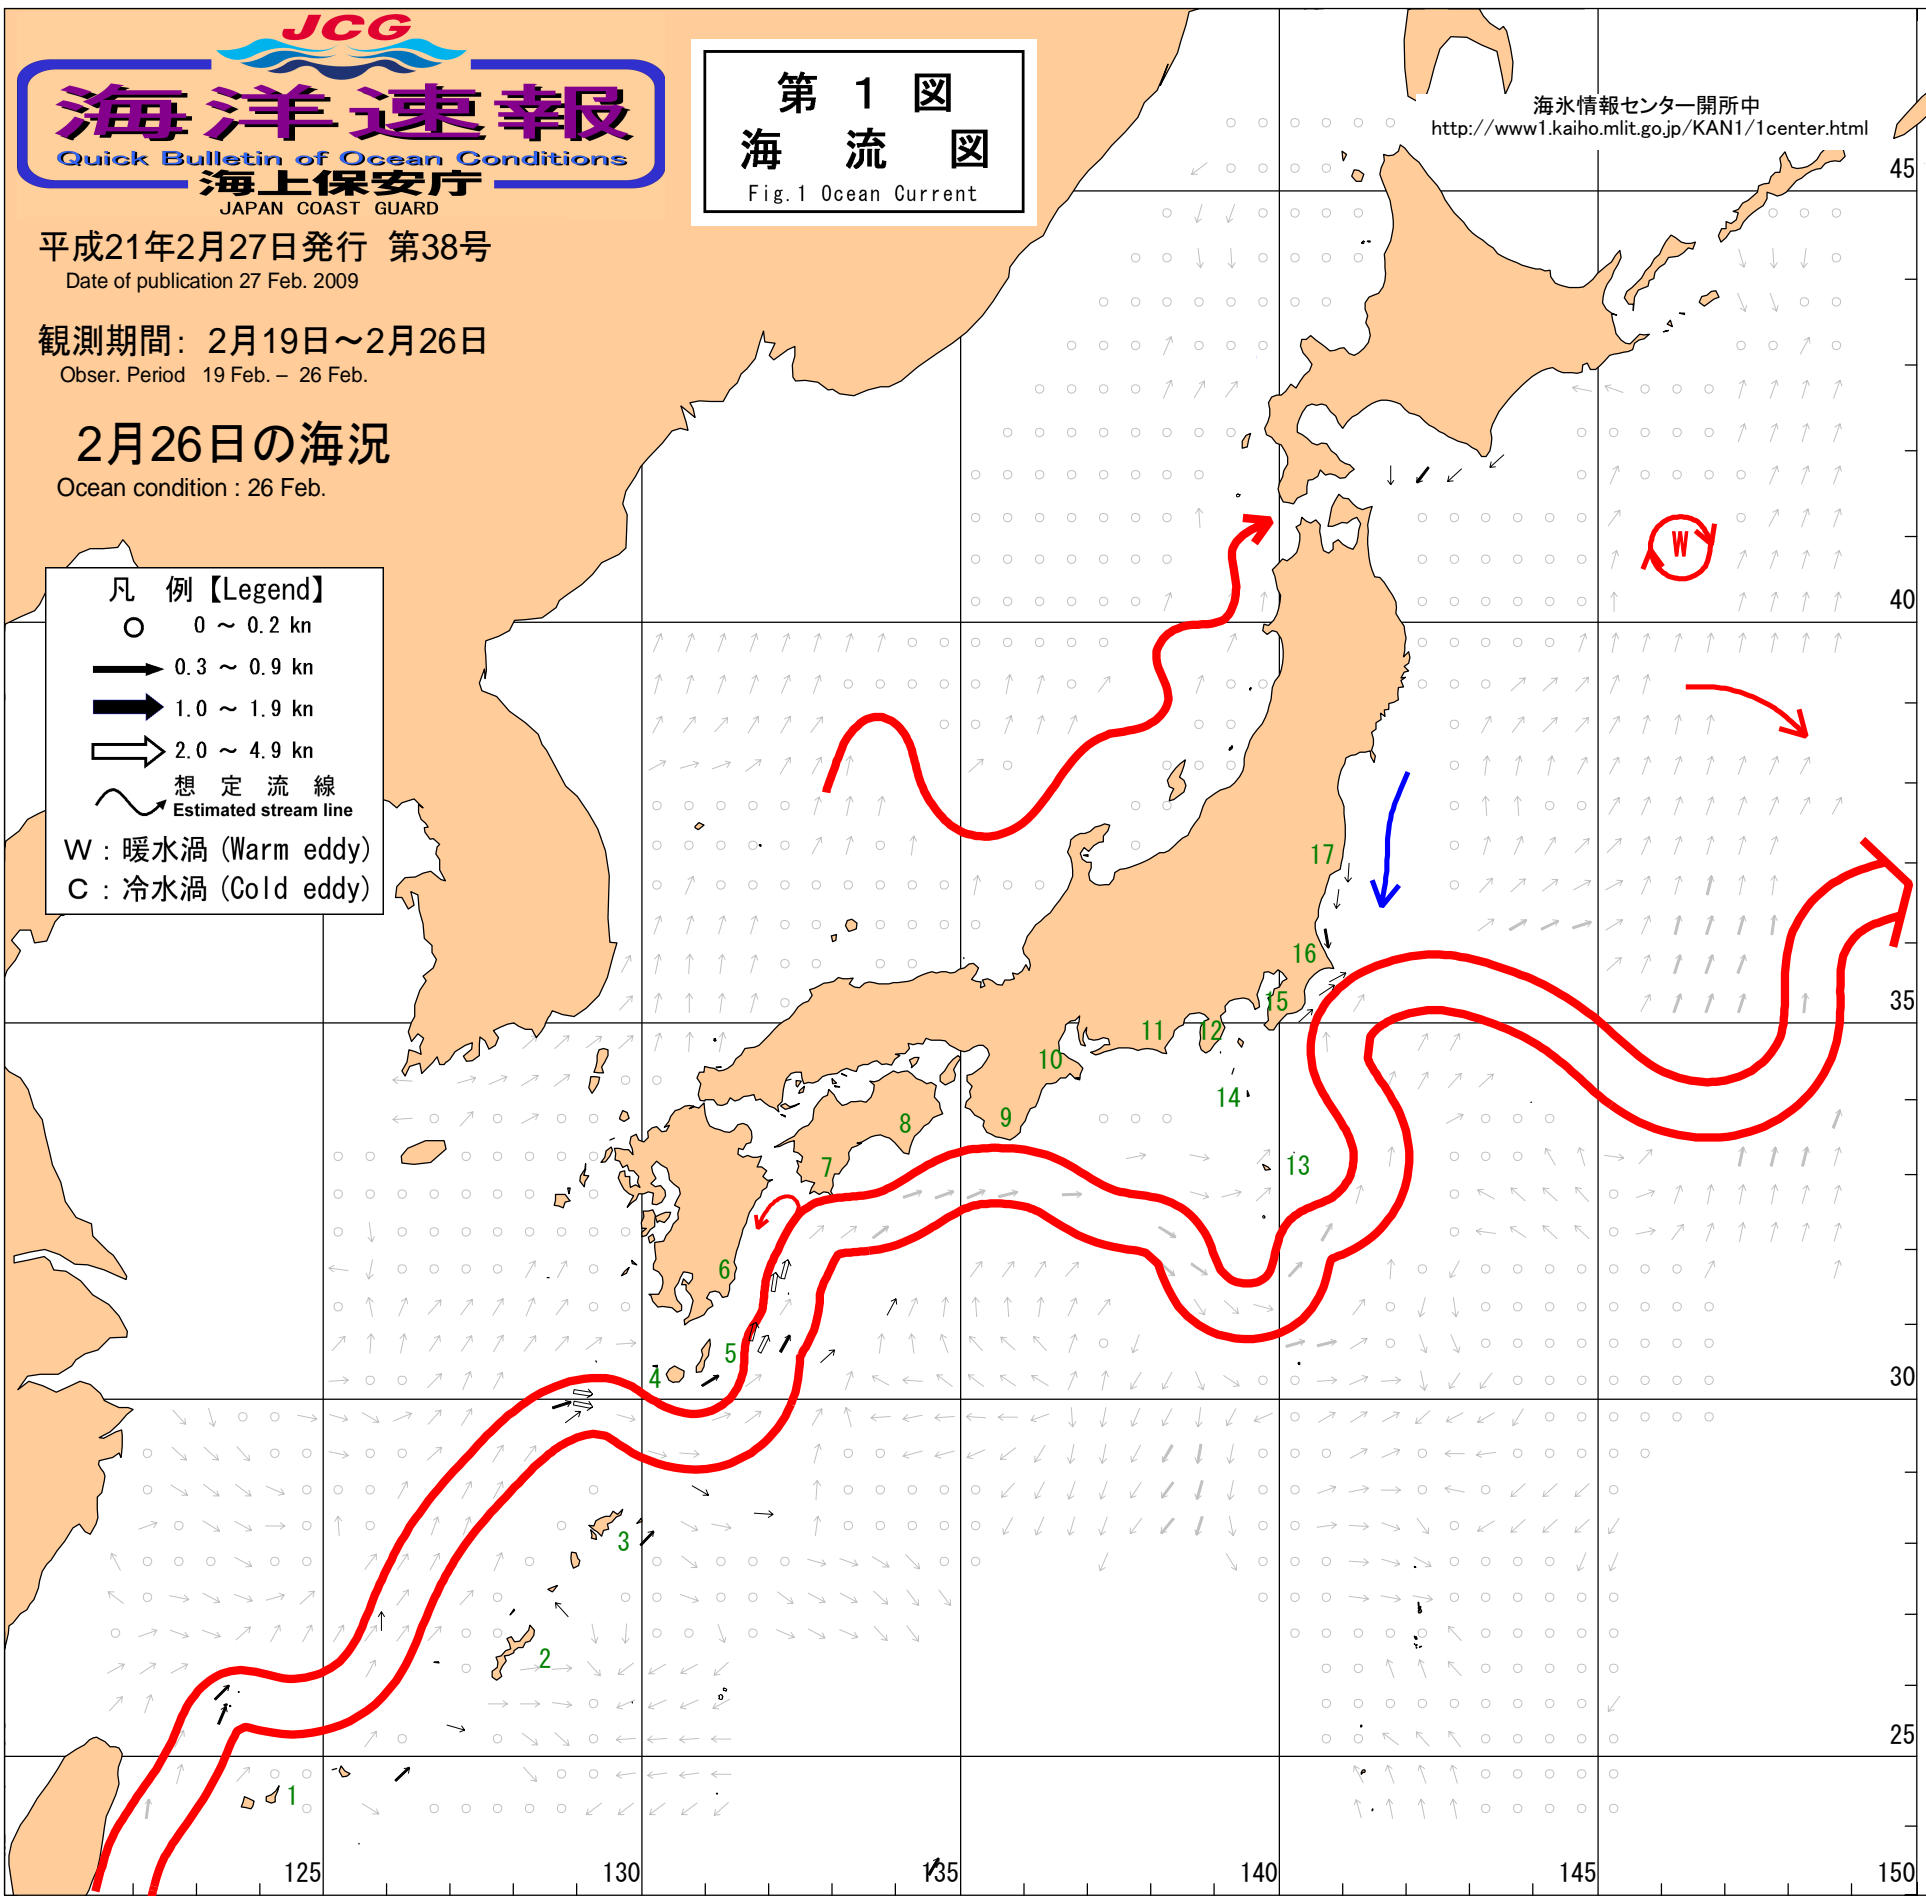 JCG
海洋速報
Quick Bulletin of Ocean Conditions
海上保安庁
JAPAN COAST GUARD
平成21年2月27日発行 第38号
Date of publication 27 Feb. 2009
観測期間: 2月19日～2月26日
Obser. Period 19 Feb. – 26 Feb.
2月26日の海況
Ocean condition : 26 Feb.
第 1 図
海 流 図
Fig.1 Ocean Current
海氷情報センター開所中
http://www1.kaiho.mlit.go.jp/KAN1/1center.html
凡 例【Legend】
0 ～ 0.2 kn
0.3 ～ 0.9 kn
1.0 ～ 1.9 kn
2.0 ～ 4.9 kn
想 定 流 線
Estimated stream line
W : 暖水渦 (Warm eddy)
C : 冷水渦 (Cold eddy)
45
W
40
17
16
15
35
12
11
10
14
9
8
13
7
6
5
4
30
3
2
25
1
125
130
135
140
145
150